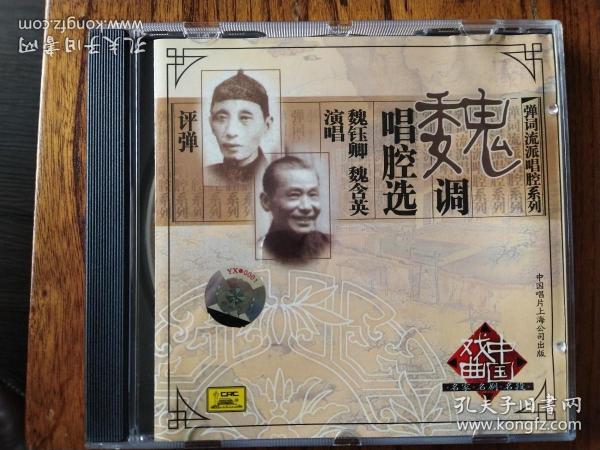 孔夫子旧书网
www.kongfz.com
弹词流派唱腔系列
魏调
唱腔选
魏钰卿 魏含英
演唱
评弹
YX●0001
中国唱片上海公司出版
中国
戏曲
·名家·名剧·名段·
CRC
孔夫子旧书网
www.kongfz.com